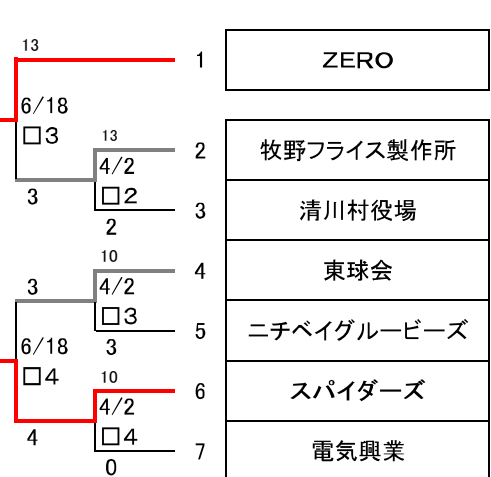 13
1 ZERO
6/18
□3
13
2 牧野フライス製作所
4/2
3
□2
3 清川村役場
2
10
4 東球会
3
4/2
□3
5 ニチベイグルービーズ
6/18
3
□4
10
6 スパイダーズ
4/2
4
□4
7 電気興業
0